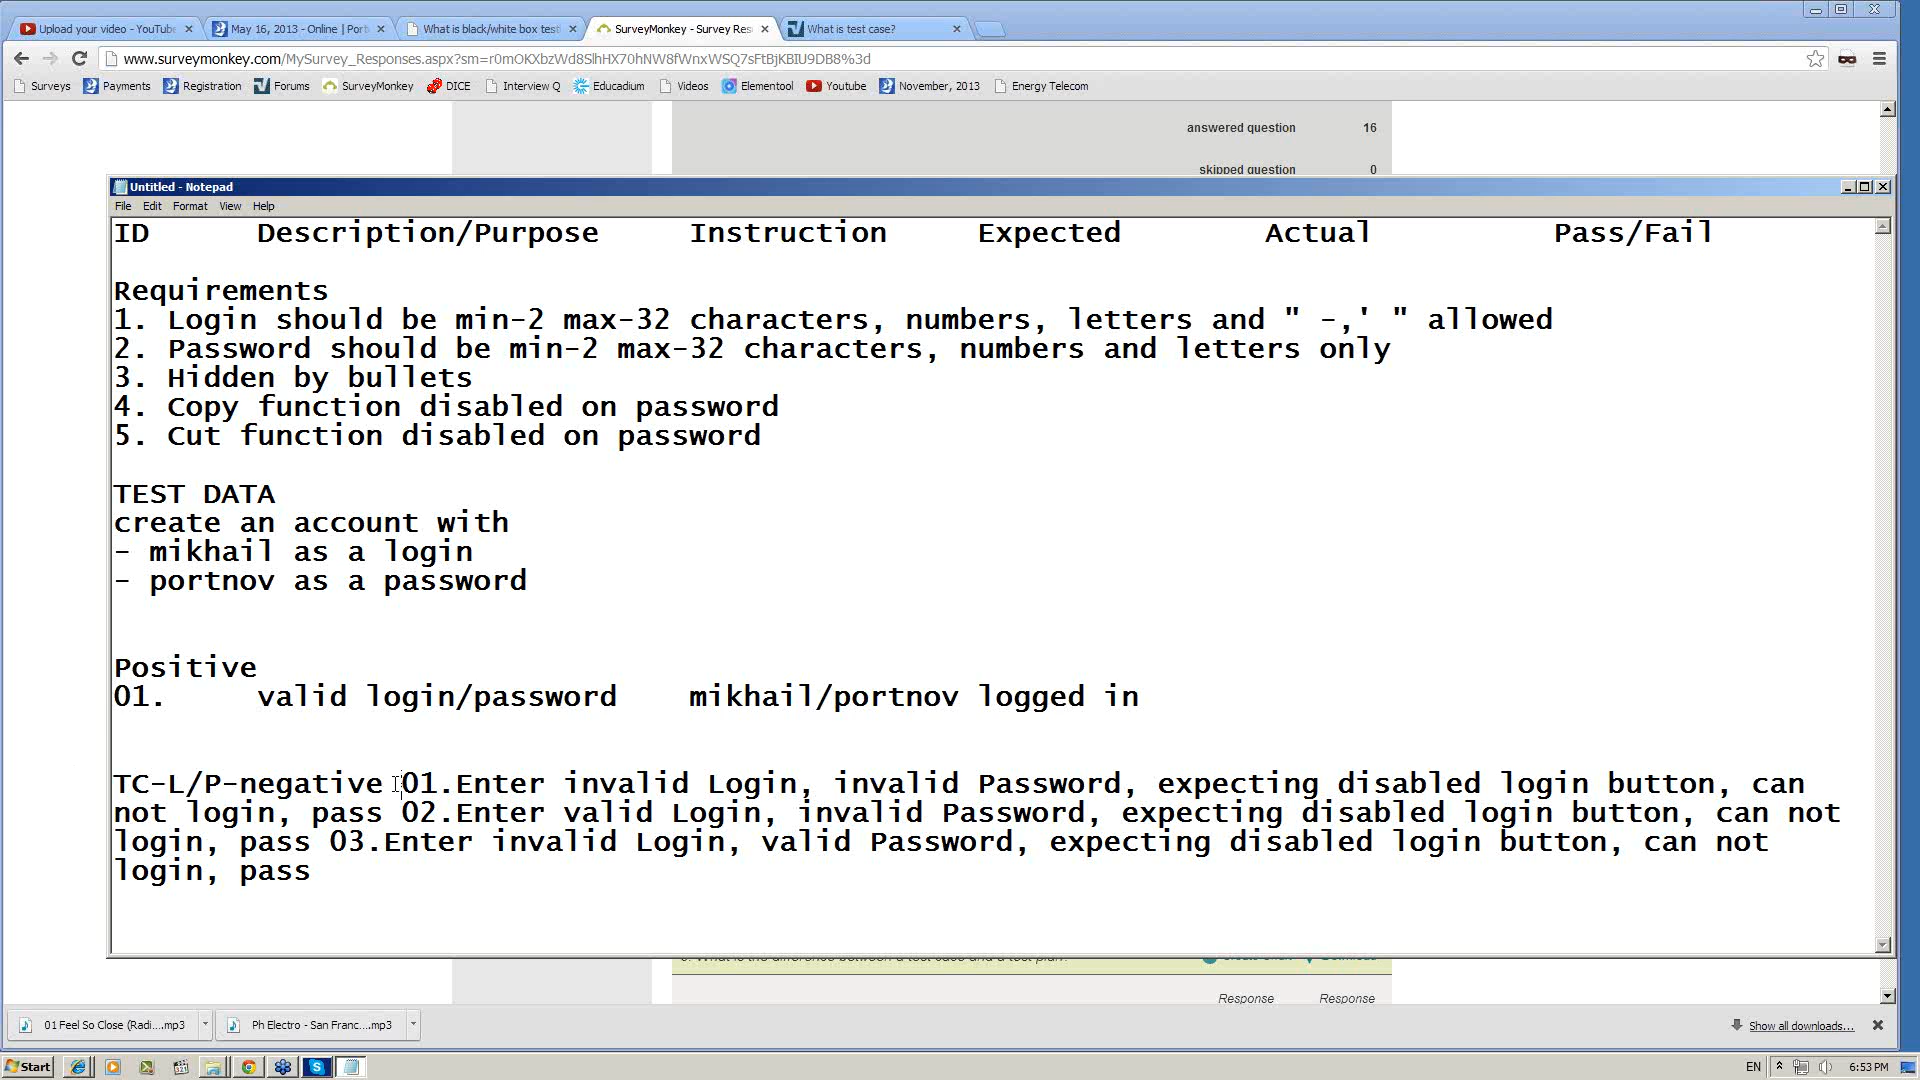 Upload your video - YouTube
May 16, 2013 - Online | Port
What is black/white box test
SurveyMonkey - Survey Res
What is test case?
www.surveymonkey.com/MySurvey_Responses.aspx?sm=r0mOKXbzWd8SlhHX70hNW8fWnxWSQ7sFtBjKBIU9DB8%3d
Surveys Payments Registration Forums SurveyMonkey DICE Interview Q Educadium Videos Elementool Youtube November, 2013 Energy Telecom
answered question 16
skipped question 0
Untitled - Notepad
File Edit Format View Help
ID Description/Purpose Instruction Expected Actual Pass/Fail
Requirements
1. Login should be min-2 max-32 characters, numbers, letters and " -,' " allowed
2. Password should be min-2 max-32 characters, numbers and letters only
3. Hidden by bullets
4. Copy function disabled on password
5. Cut function disabled on password
TEST DATA
create an account with
- mikhail as a login
- portnov as a password
Positive
01. valid login/password mikhail/portnov logged in
TC-L/P-negative 01.Enter invalid Login, invalid Password, expecting disabled login button, can
not login, pass 02.Enter valid Login, invalid Password, expecting disabled login button, can not
login, pass 03.Enter invalid Login, valid Password, expecting disabled login button, can not
login, pass
What is the difference between a test case and a test plan?
Response Response
01 Feel So Close (Radi....mp3
Ph Electro - San Franc....mp3
Show all downloads...
Start
EN
6:53 PM